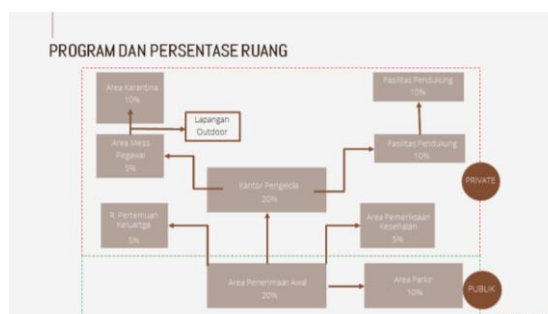 PROGRAM DAN PERSENTASE RUANG
Area Karantina
10%
Fasilitas Pendukung
10%
Lapangan
Outdoor
Area Mess
Pegawai
5%
Fasilitas Pendukung
10%
Kantor Pengelola
20%
PRIVATE
R. Pertemuan
Keluartga
5%
Area Pemeriksaan
Kesehatan
5%
Area Penerimaan Awal
20%
Area Parkir
10%
PUBLIK